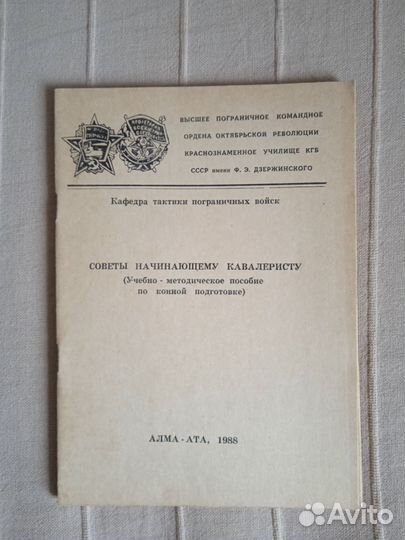 ВЫСШЕЕ ПОГРАНИЧНОЕ КОМАНДНОЕ
ОРДЕНА ОКТЯБРЬСКОЙ РЕВОЛЮЦИИ
КРАСНОЗНАМЕННОЕ УЧИЛИЩЕ КГБ
СССР имени Ф. Э. ДЗЕРЖИНСКОГО
Кафедра тактики пограничных войск
СОВЕТЫ НАЧИНАЮЩЕМУ КАВАЛЕРИСТУ
(Учебно - методическое пособие
по конной подготовке)
АЛМА - АТА, 1988
Avito